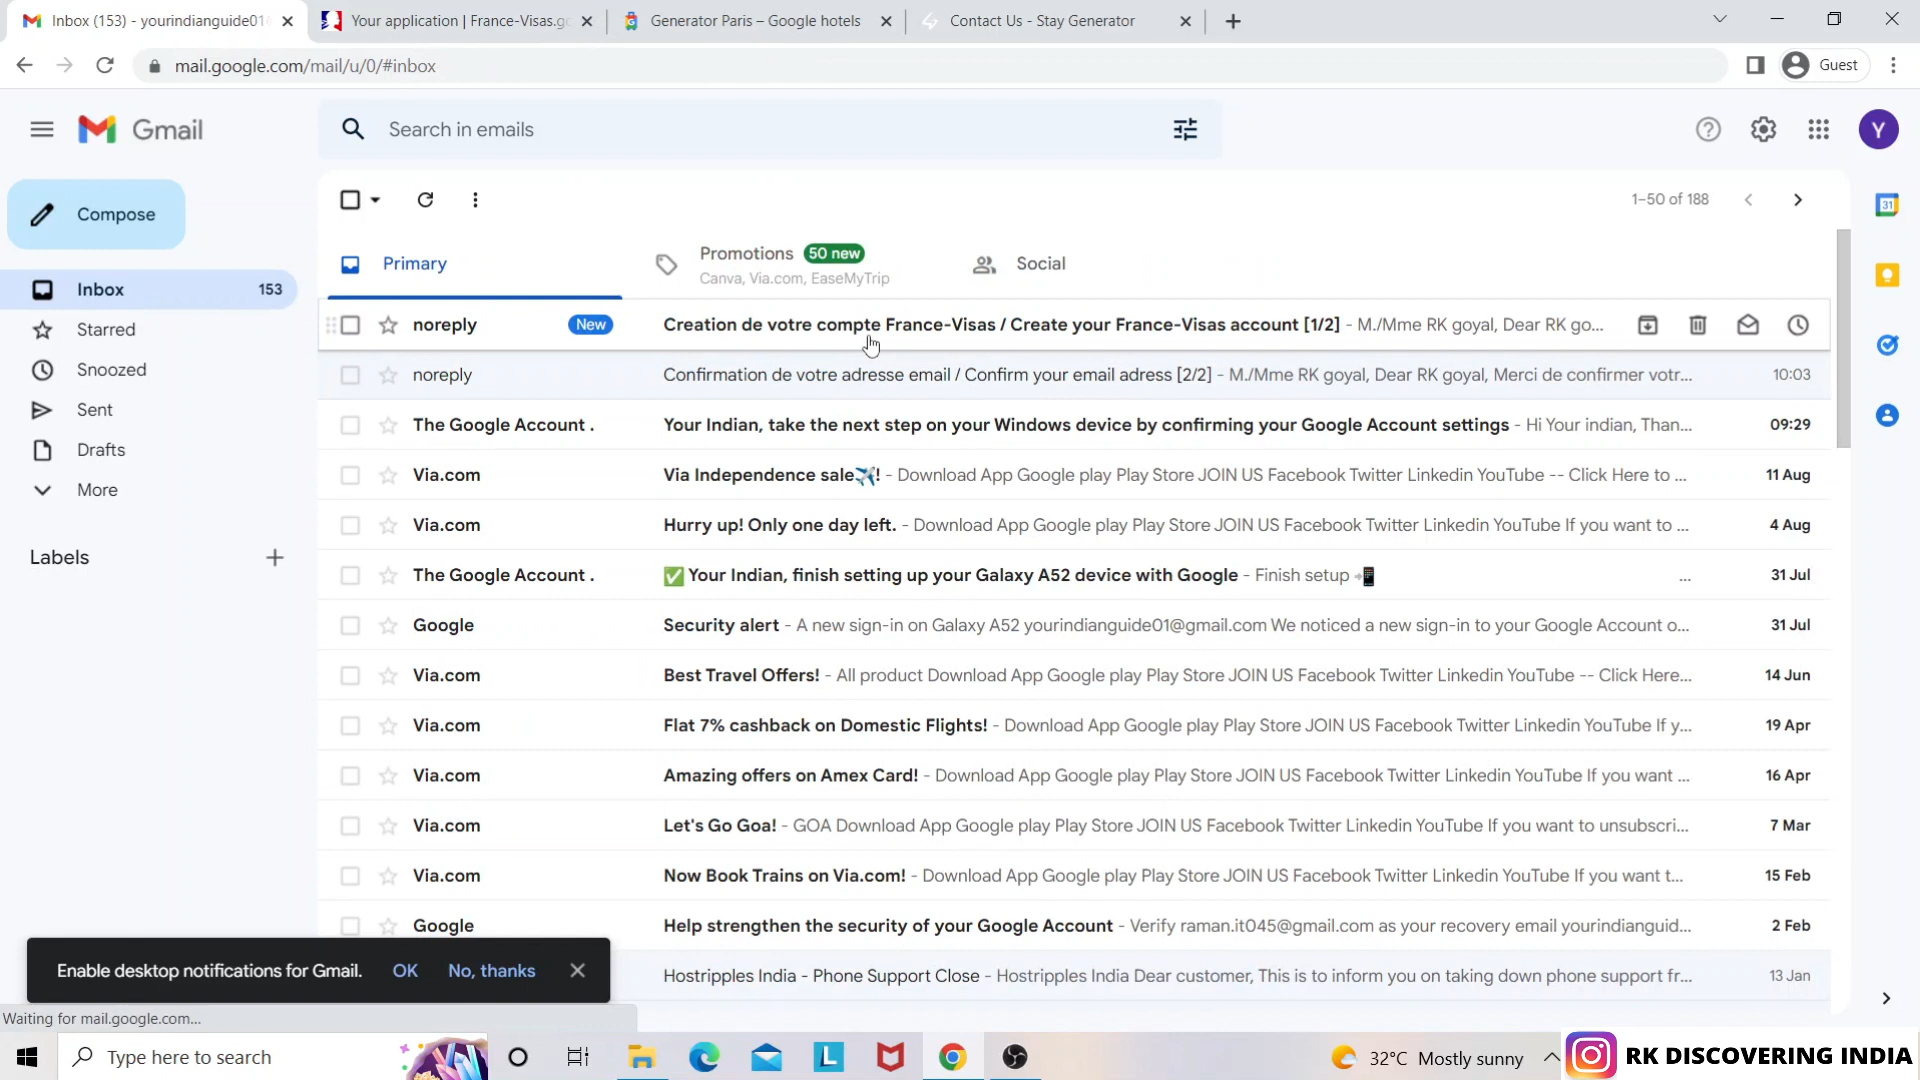 Inbox (153) - yourindianguide01
Your application | France-Visas.g
Generator Paris – Google hotels
Contact Us - Stay Generator
mail.google.com/mail/u/0/#inbox
Guest
Gmail
Search in emails
Y
Compose
1–50 of 188
Primary
Promotions 50 new
Canva, Via.com, EaseMyTrip
Social
Inbox 153
Starred
Snoozed
Sent
Drafts
More
Labels
noreply New Creation de votre compte France-Visas / Create your France-Visas account [1/2] - M./Mme RK goyal, Dear RK go...
noreply Confirmation de votre adresse email / Confirm your email adress [2/2] - M./Mme RK goyal, Dear RK goyal, Merci de confirmer votr... 10:03
The Google Account . Your Indian, take the next step on your Windows device by confirming your Google Account settings - Hi Your indian, Than... 09:29
Via.com Via Independence sale✈️! - Download App Google play Play Store JOIN US Facebook Twitter Linkedin YouTube -- Click Here to ... 11 Aug
Via.com Hurry up! Only one day left. - Download App Google play Play Store JOIN US Facebook Twitter Linkedin YouTube If you want to ... 4 Aug
The Google Account . ✅ Your Indian, finish setting up your Galaxy A52 device with Google - Finish setup 📲 ... 31 Jul
Google Security alert - A new sign-in on Galaxy A52 yourindianguide01@gmail.com We noticed a new sign-in to your Google Account o... 31 Jul
Via.com Best Travel Offers! - All product Download App Google play Play Store JOIN US Facebook Twitter Linkedin YouTube -- Click Here... 14 Jun
Via.com Flat 7% cashback on Domestic Flights! - Download App Google play Play Store JOIN US Facebook Twitter Linkedin YouTube If y... 19 Apr
Via.com Amazing offers on Amex Card! - Download App Google play Play Store JOIN US Facebook Twitter Linkedin YouTube If you want ... 16 Apr
Via.com Let's Go Goa! - GOA Download App Google play Play Store JOIN US Facebook Twitter Linkedin YouTube If you want to unsubscri... 7 Mar
Via.com Now Book Trains on Via.com! - Download App Google play Play Store JOIN US Facebook Twitter Linkedin YouTube If you want t... 15 Feb
Google Help strengthen the security of your Google Account - Verify raman.it045@gmail.com as your recovery email yourindianguid... 2 Feb
Hostripples India - Phone Support Close - Hostripples India Dear customer, This is to inform you on taking down phone support fr... 13 Jan
Enable desktop notifications for Gmail. OK No, thanks
Waiting for mail.google.com...
Type here to search
32°C Mostly sunny
RK DISCOVERING INDIA